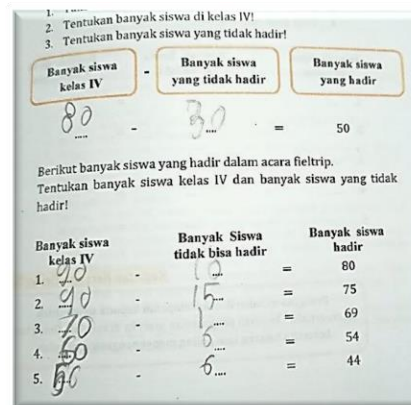 1.
2. Tentukan banyak siswa di kelas IV!
3. Tentukan banyak siswa yang tidak hadir!
Banyak siswa kelas IV - Banyak siswa yang tidak hadir Banyak siswa yang hadir
80 - 30 = 50
Berikut banyak siswa yang hadir dalam acara fieltrip.
Tentukan banyak siswa kelas IV dan banyak siswa yang tidak
hadir!
Banyak siswa kelas IV Banyak Siswa tidak bisa hadir Banyak siswa hadir
1. 90 - 10 = 80
2. 90 - 15 = 75
3. 70 - 1 = 69
4. 60 - 6 = 54
5. 50 - 6 = 44